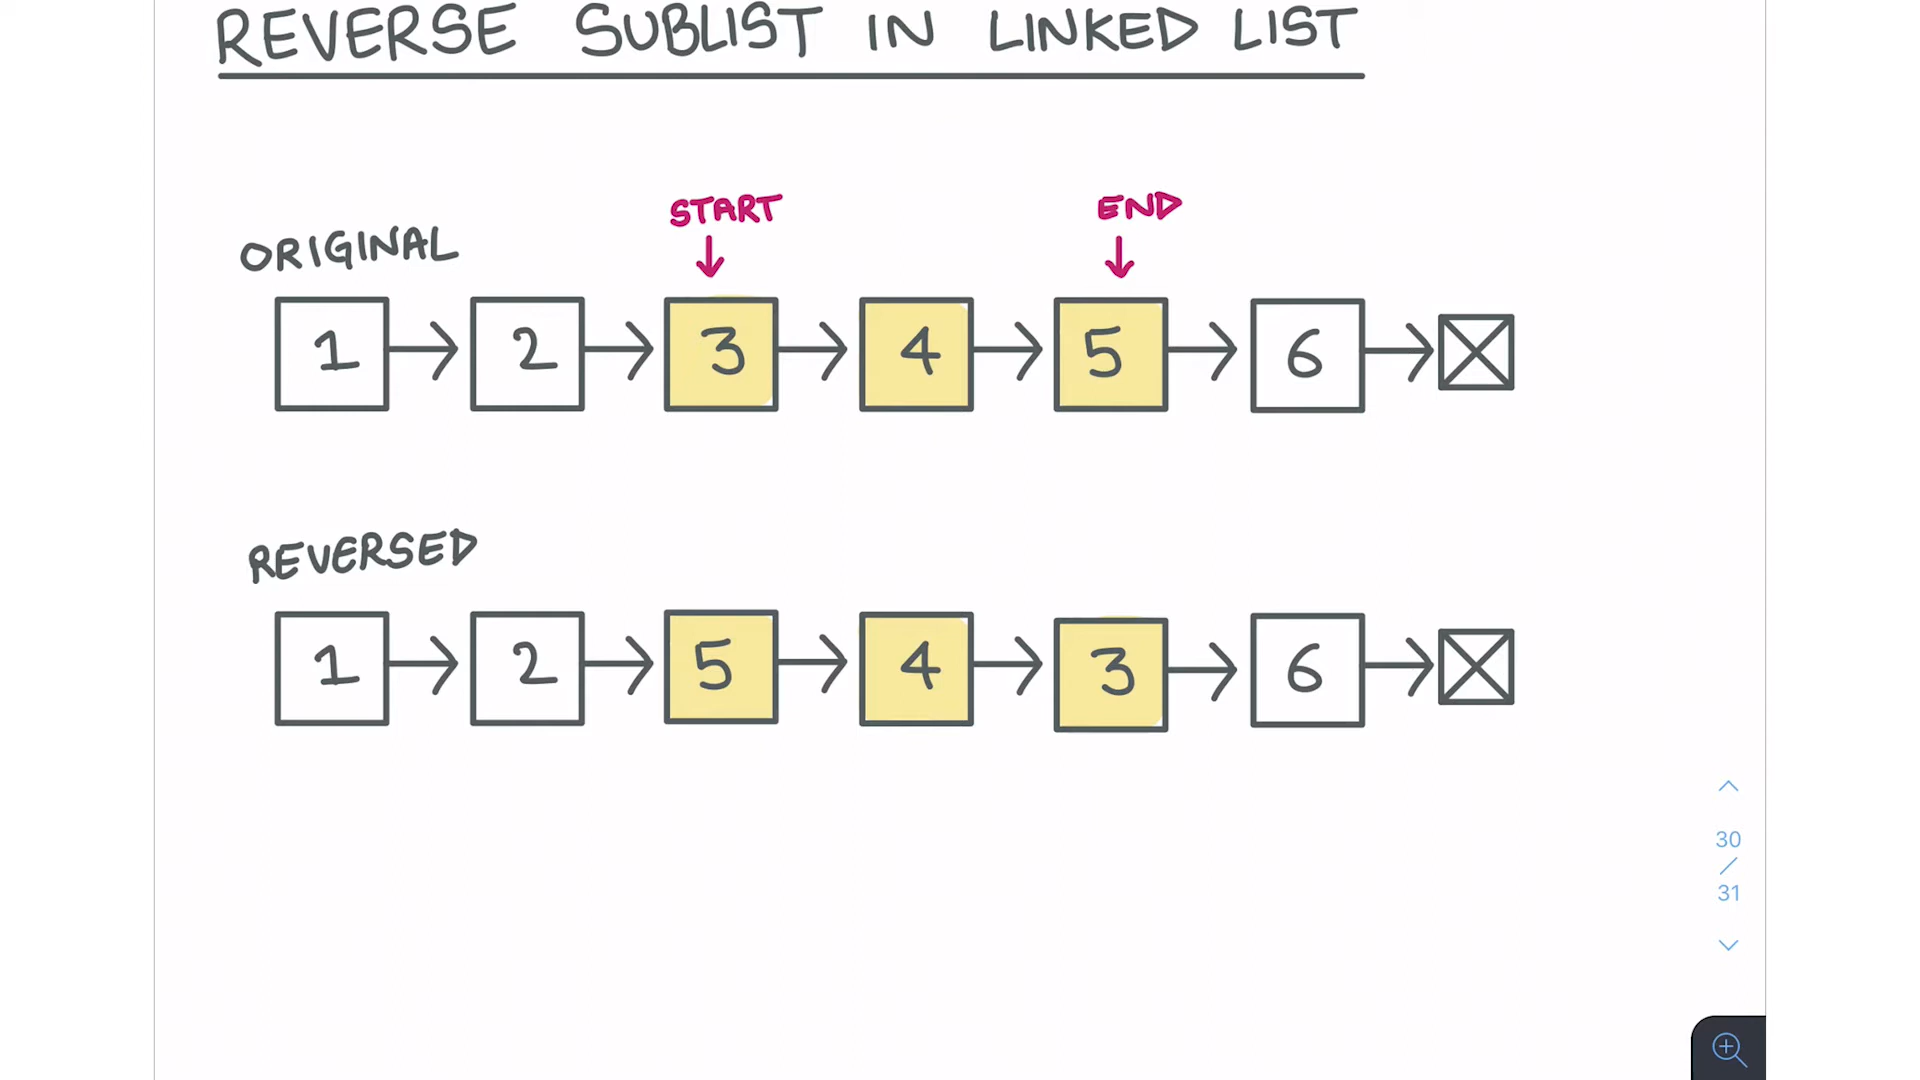 REVERSE SUBLIST IN LINKED LIST
START END
ORIGINAL
1 2 3 4 5 6
REVERSED
1 2 5 4 3 6
30
/
31